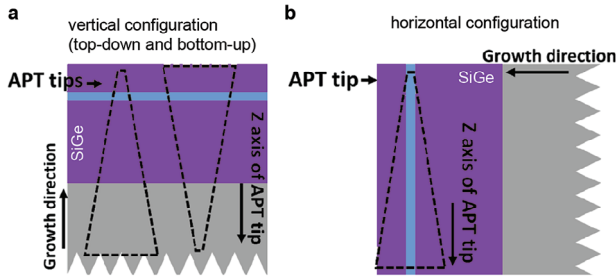 a
vertical configuration
(top-down and bottom-up)
APT tips
SiGe
Growth direction
Z axis of APT tip
b
horizontal configuration
Growth direction
APT tip
SiGe
Z axis of APT tip